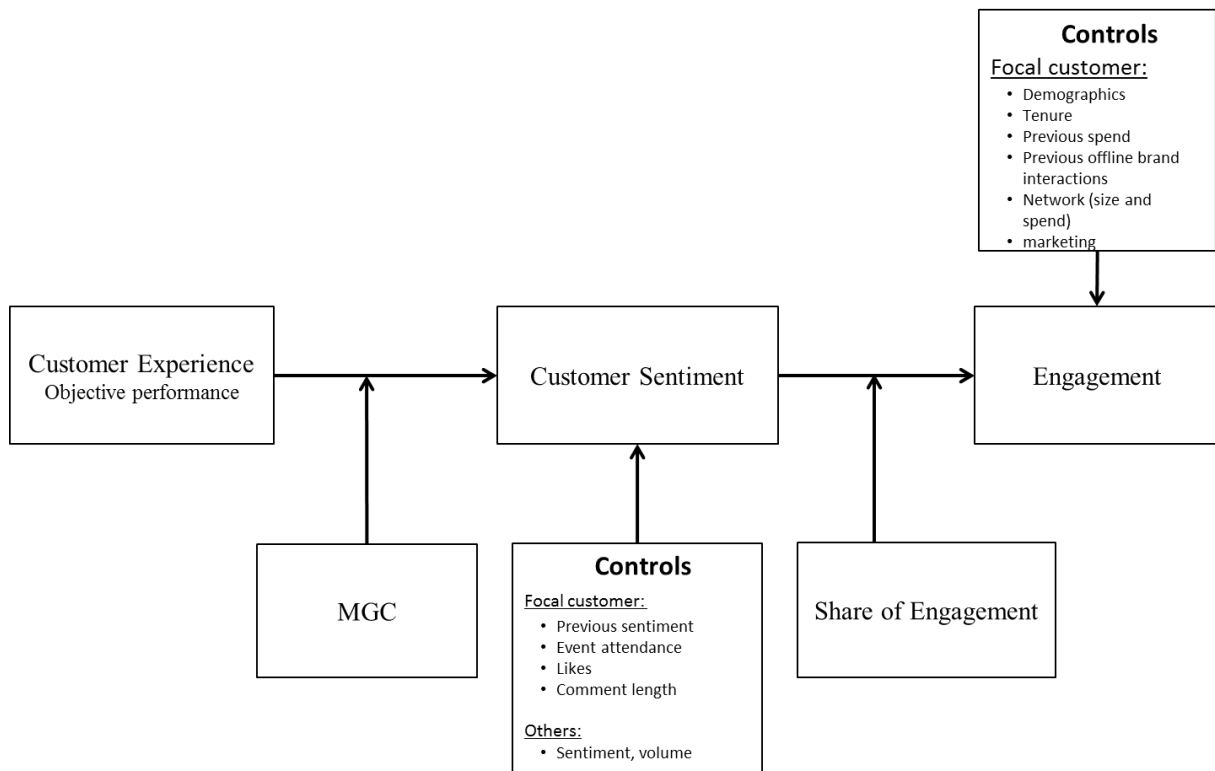 Controls
Focal customer:
• Demographics
• Tenure
• Previous spend
• Previous offline brand
interactions
• Network (size and
spend)
• marketing
Customer Experience
Objective performance
Customer Sentiment
Engagement
MGC
Controls
Focal customer:
• Previous sentiment
• Event attendance
• Likes
• Comment length
Others:
• Sentiment, volume
Share of Engagement